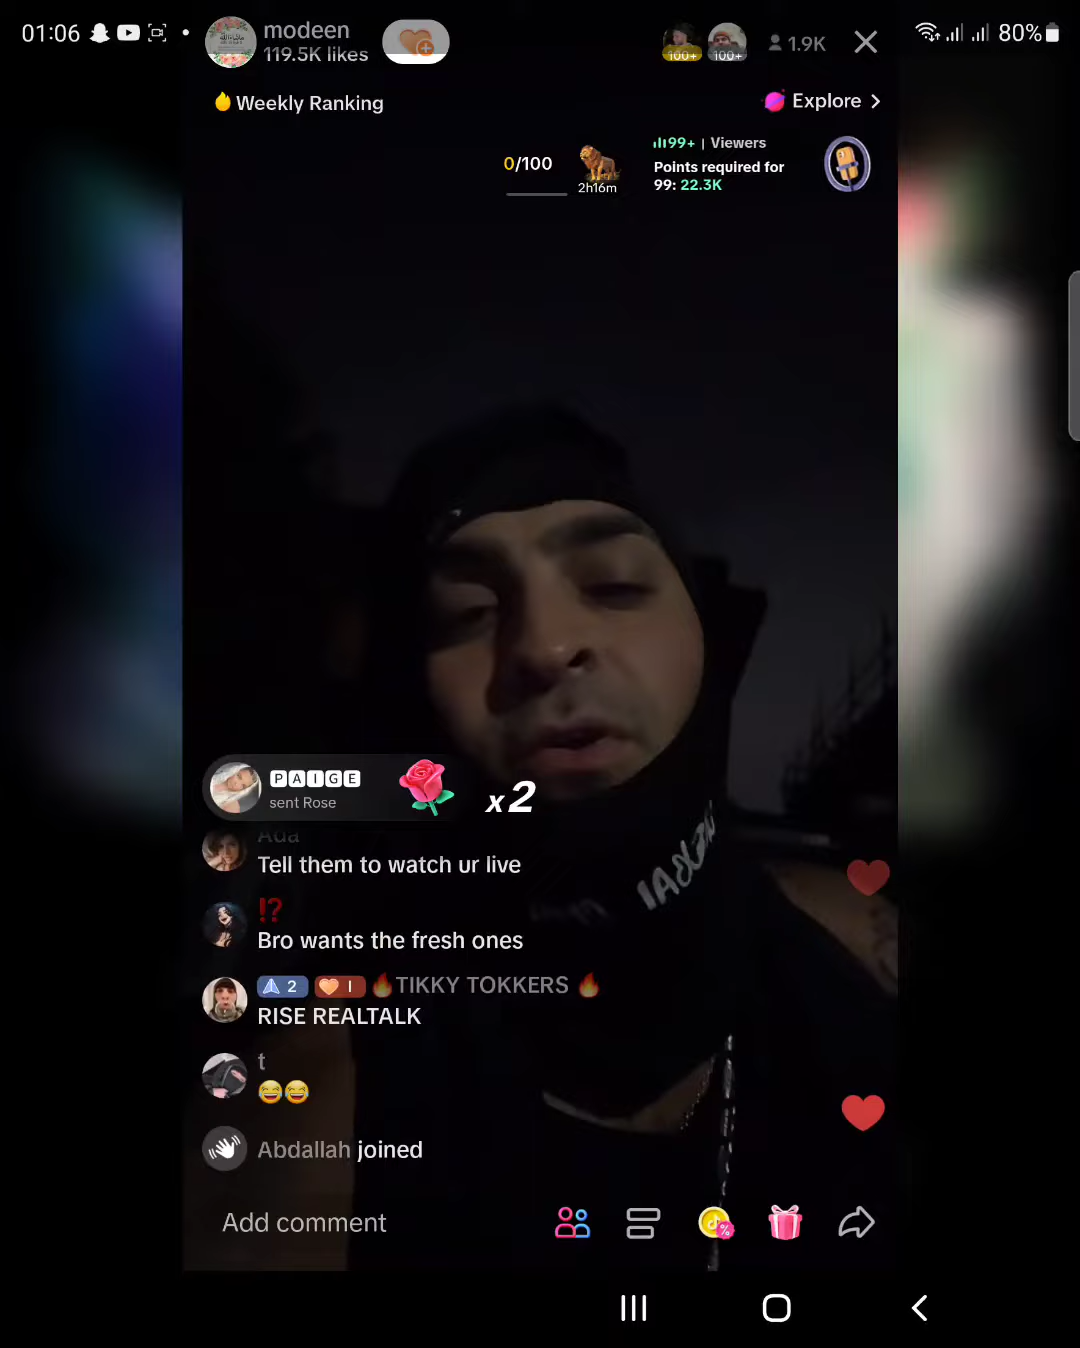 01:06
80%
modeen
119.5K likes
100+
100+
1.9K
Weekly Ranking
Explore >
0/100
2h16m
99+ | Viewers
Points required for
99: 22.3K
PAIGE
sent Rose
x2
Ada
Tell them to watch ur live
⁉
Bro wants the fresh ones
2 I 🔥TIKKY TOKKERS 🔥
RISE REALTALK
t
😂😂
Abdallah joined
Add comment